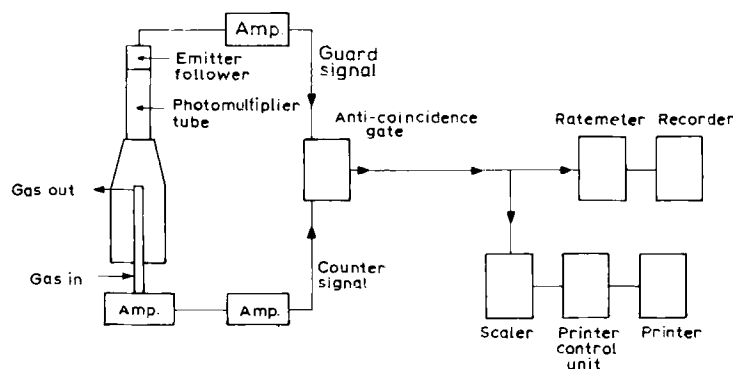 Amp.
Emitter
follower
Guard
signal
Photomultiplier
tube
Anti-coincidence
gate
Ratemeter
Recorder
Gas out
Gas in
Counter
signal
Amp.
Amp.
Scaler
Printer
control
unit
Printer